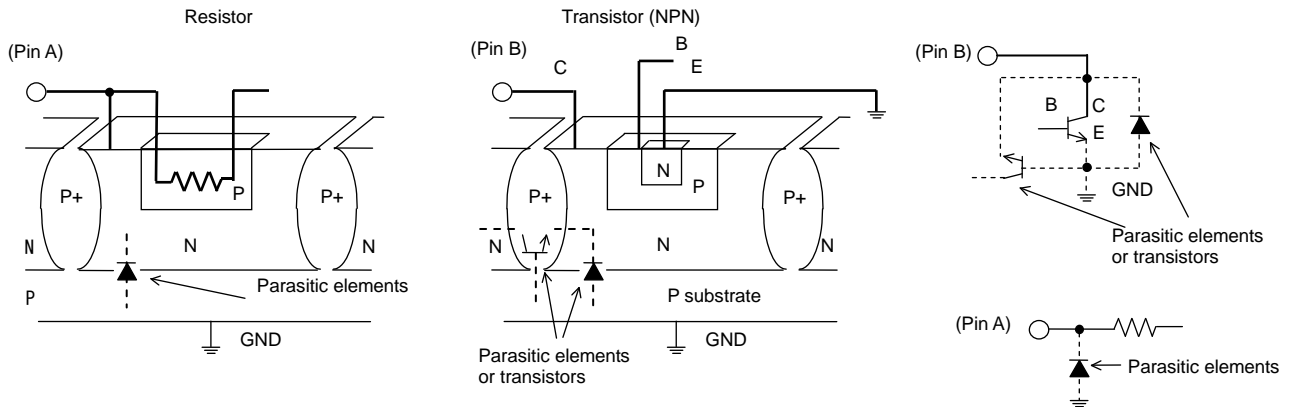 Resistor
(Pin A)
P+
P
P+
N
N
N
P
Parasitic elements
GND
Transistor (NPN)
(Pin B)
C
B
E
P+
N
P
P+
N
N
N
P substrate
GND
Parasitic elements
or transistors
(Pin B)
B
C
E
GND
Parasitic elements
or transistors
(Pin A)
Parasitic elements